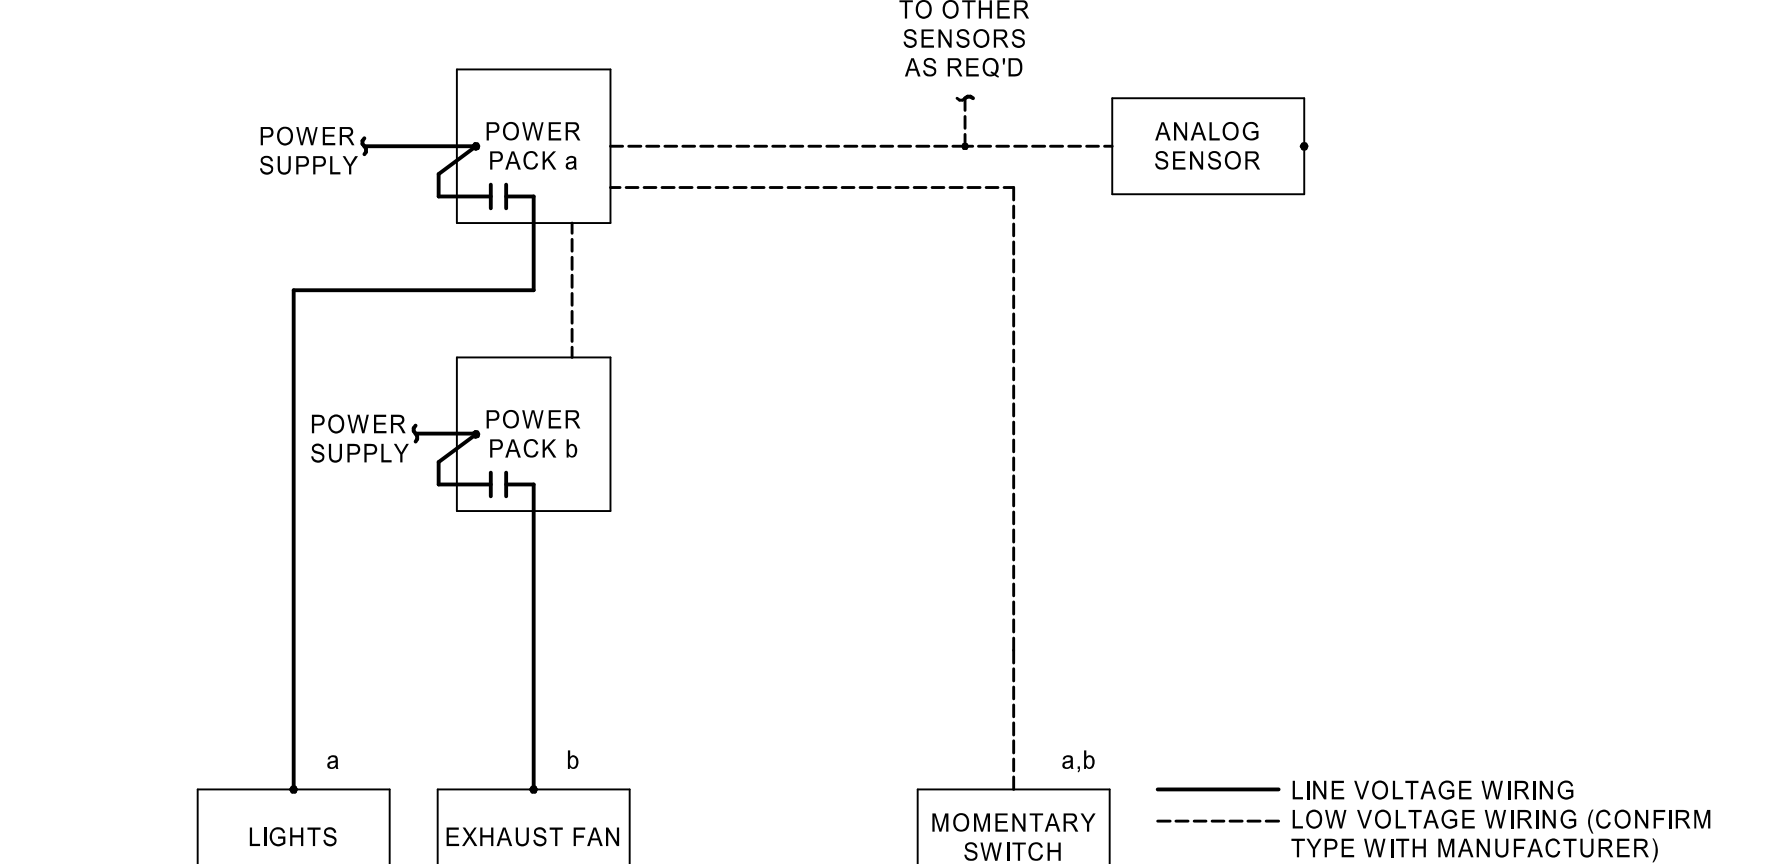 TO OTHER
SENSORS
AS REQ'D
POWER
SUPPLY
POWER
PACK a
ANALOG
SENSOR
POWER
SUPPLY
POWER
PACK b
a
b
a,b
LIGHTS
EXHAUST FAN
MOMENTARY
SWITCH
LINE VOLTAGE WIRING
LOW VOLTAGE WIRING (CONFIRM
TYPE WITH MANUFACTURER)